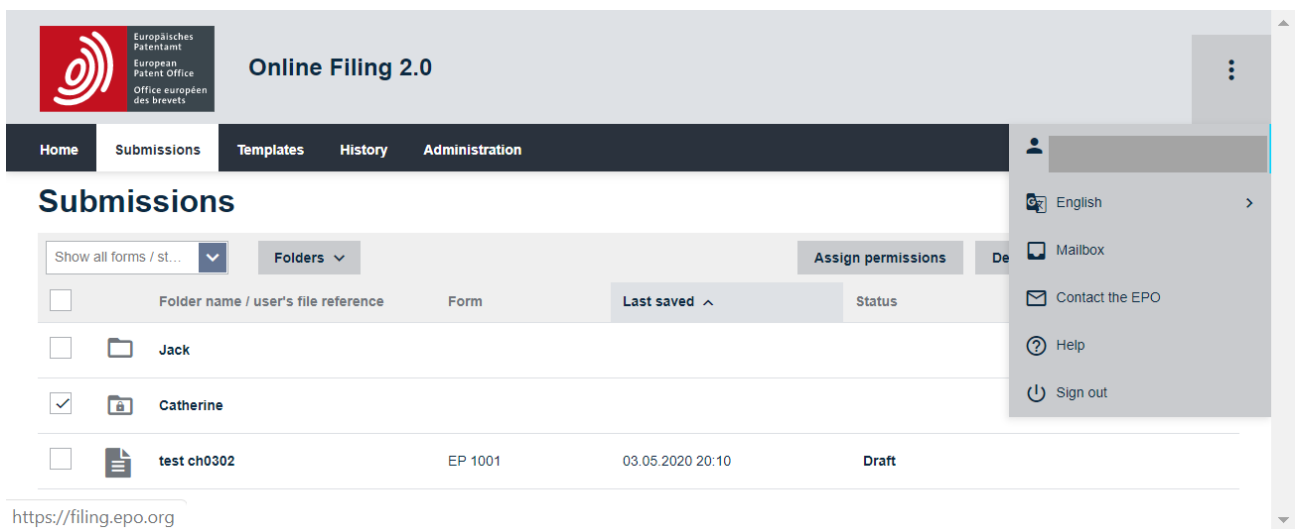 Europäisches
Patentamt
European
Patent Office
Office européen
des brevets
Online Filing 2.0
Home Submissions Templates History Administration
Submissions
English
Mailbox
Contact the EPO
Help
Sign out
Show all forms / st... Folders Assign permissions De
Folder name / user's file reference Form Last saved Status
Jack
Catherine
test ch0302 EP 1001 03.05.2020 20:10 Draft
https://filing.epo.org